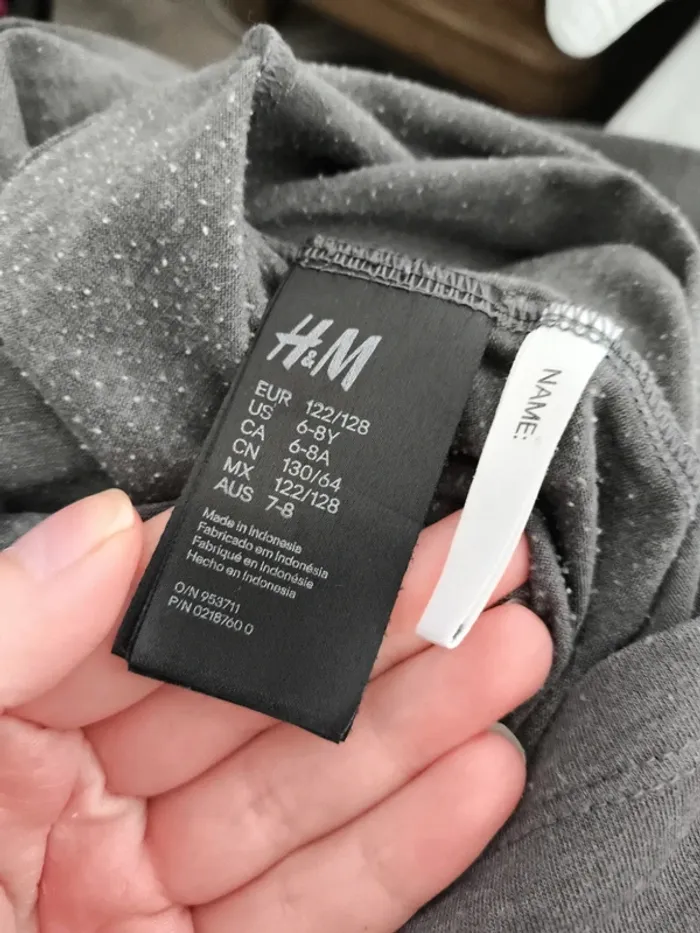 H&M
EUR 122/128
US 6-8Y
CA 6-8A
CN 130/64
MX 122/128
AUS 7-8
Made in Indonesia
Fabricado em Indonésia
Fabriqué en Indonésie
Hecho en Indonesia
O/N 953711
P/N 0218760 0
NAME: